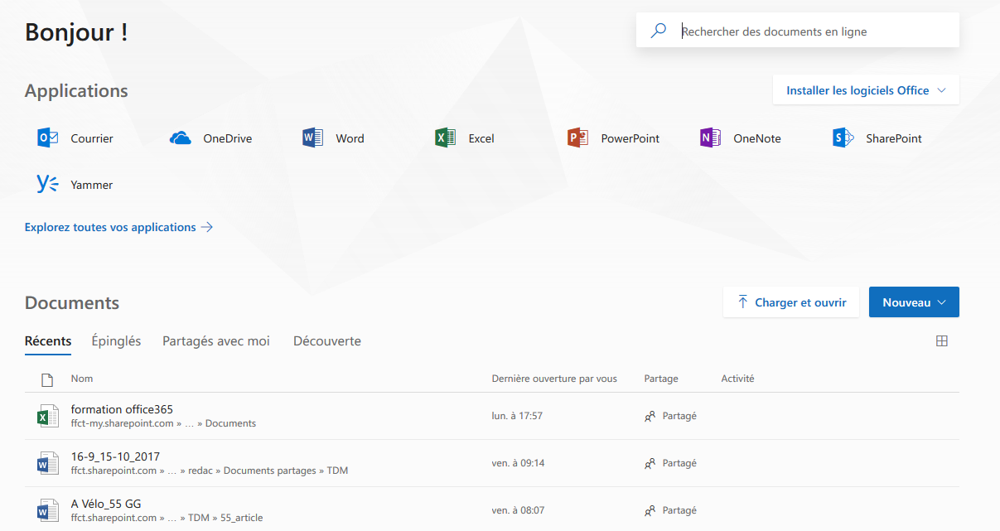 Bonjour !
Rechercher des documents en ligne
Applications
Installer les logiciels Office
Courrier
OneDrive
Word
Excel
PowerPoint
OneNote
SharePoint
Yammer
Explorez toutes vos applications
Documents
Charger et ouvrir
Nouveau
Récents Épinglés Partagés avec moi Découverte
Nom Dernière ouverture par vous Partage Activité
formation office365
ffct-my.sharepoint.com » ... » Documents
lun. à 17:57
Partagé
16-9_15-10_2017
ffct.sharepoint.com » ... » redac » Documents partages » TDM
ven. à 09:14
Partagé
A Vélo_55 GG
ffct.sharepoint.com » ... » TDM » 55_article
ven. à 08:07
Partagé